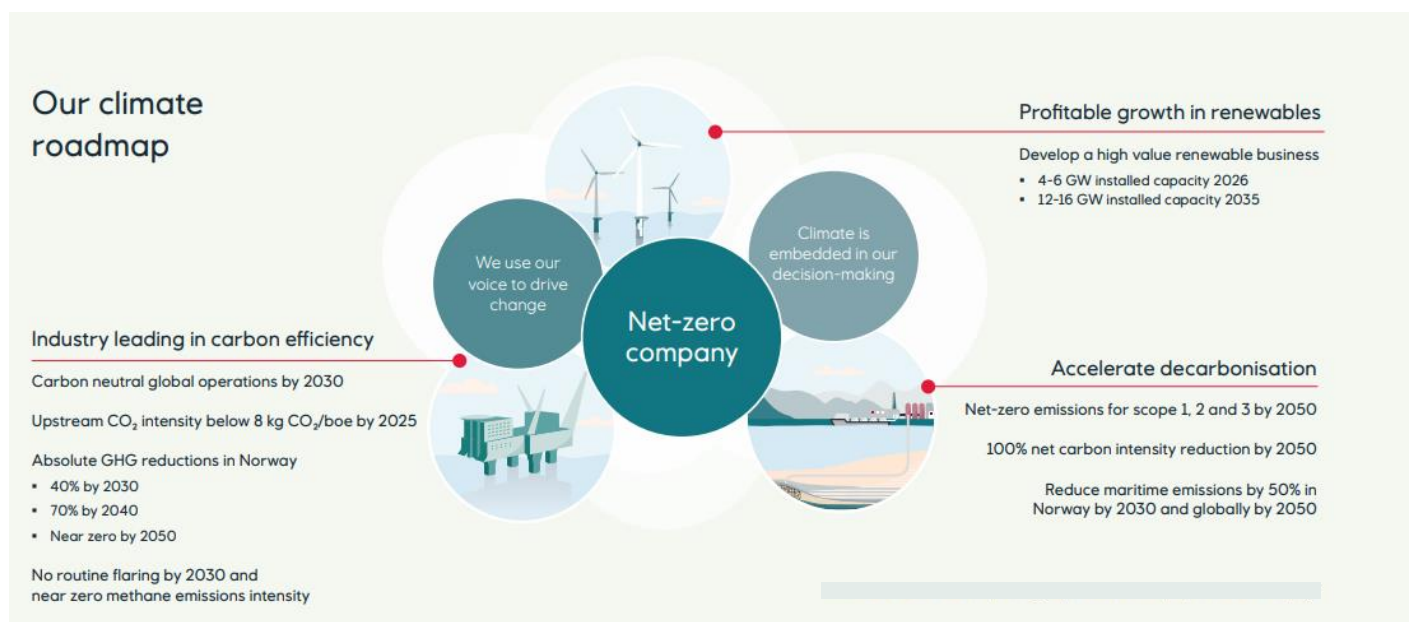 Our climate
roadmap
Profitable growth in renewables
Develop a high value renewable business
▪ 4-6 GW installed capacity 2026
▪ 12-16 GW installed capacity 2035
We use our
voice to drive
change
Climate is
embedded in our
decision-making
Net-zero
company
Industry leading in carbon efficiency
Carbon neutral global operations by 2030
Upstream CO₂ intensity below 8 kg CO₂/boe by 2025
Absolute GHG reductions in Norway
▪ 40% by 2030
▪ 70% by 2040
▪ Near zero by 2050
No routine flaring by 2030 and
near zero methane emissions intensity
Accelerate decarbonisation
Net-zero emissions for scope 1, 2 and 3 by 2050
100% net carbon intensity reduction by 2050
Reduce maritime emissions by 50% in
Norway by 2030 and globally by 2050